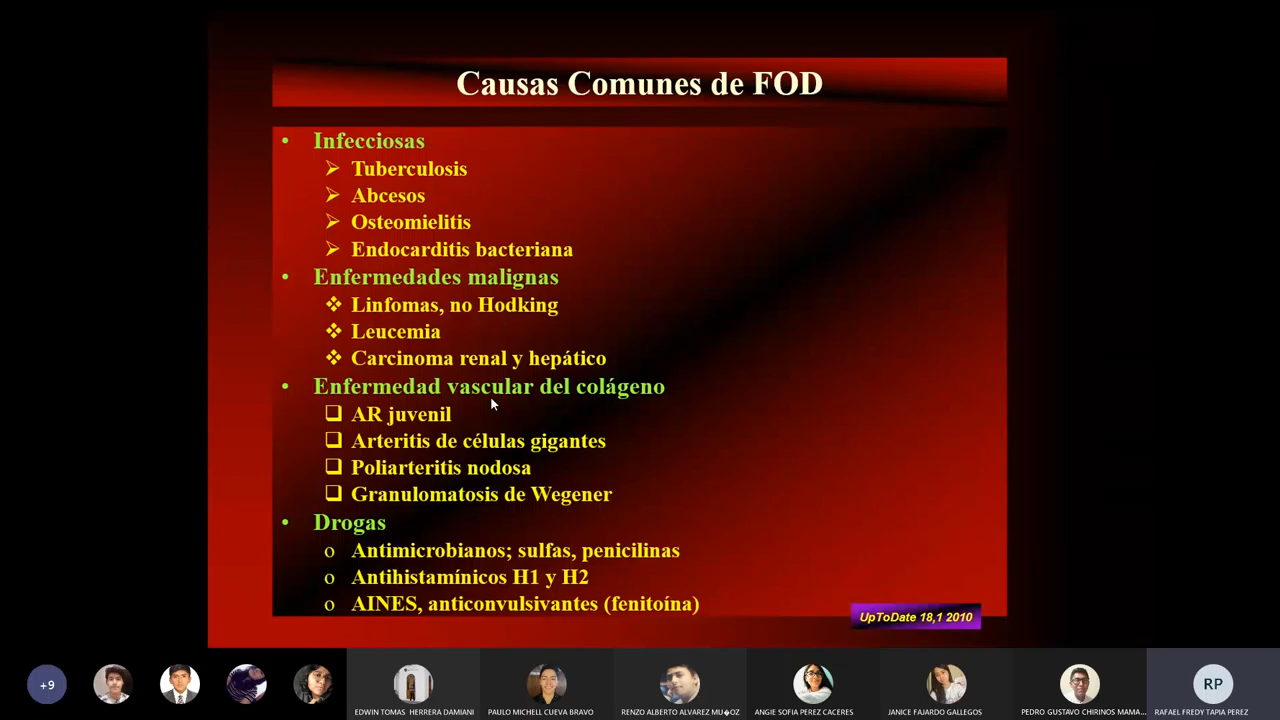 Causas Comunes de FOD
• Infecciosas
➢ Tuberculosis
➢ Abcesos
➢ Osteomielitis
➢ Endocarditis bacteriana
• Enfermedades malignas
❖ Linfomas, no Hodking
❖ Leucemia
❖ Carcinoma renal y hepático
• Enfermedad vascular del colágeno
❑ AR juvenil
❑ Arteritis de células gigantes
❑ Poliarteritis nodosa
❑ Granulomatosis de Wegener
• Drogas
o Antimicrobianos; sulfas, penicilinas
o Antihistamínicos H1 y H2
o AINES, anticonvulsivantes (fenitoína)
UpToDate 18,1 2010
+9
RP
EDWIN TOMAS HERRERA DAMIANI
PAULO MICHELL CUEVA BRAVO
RENZO ALBERTO ALVAREZ MU�OZ
ANGIE SOFIA PEREZ CACERES
JANICE FAJARDO GALLEGOS
PEDRO GUSTAVO CHIRINOS MAMA...
RAFAEL FREDY TAPIA PEREZ